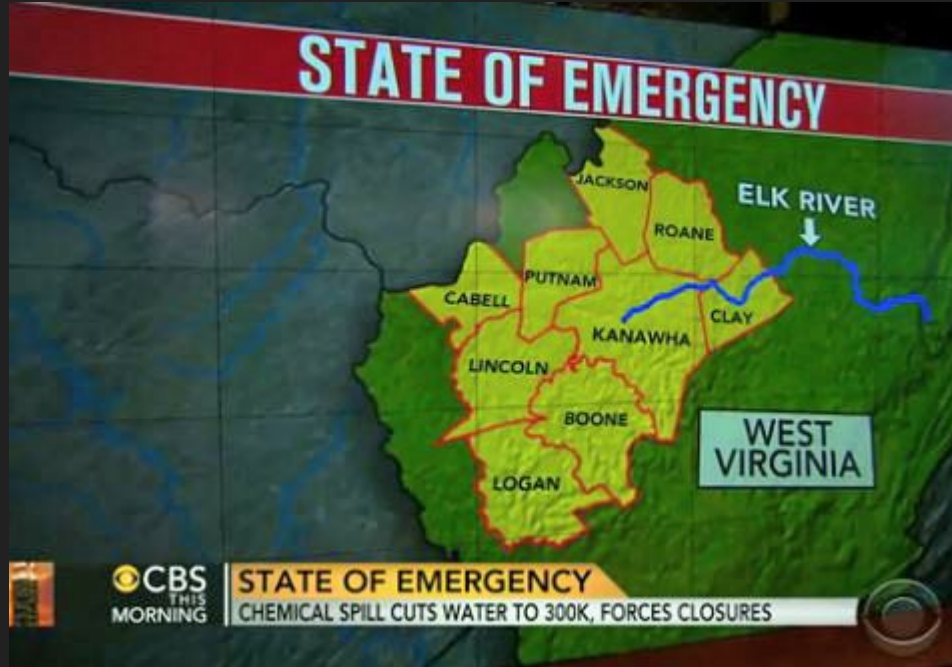 STATE OF EMERGENCY
JACKSON
ELK RIVER
ROANE
PUTNAM
CABELL
CLAY
KANAWHA
LINCOLN
BOONE
WEST
VIRGINIA
LOGAN
CBS
THIS
MORNING
STATE OF EMERGENCY
CHEMICAL SPILL CUTS WATER TO 300K, FORCES CLOSURES